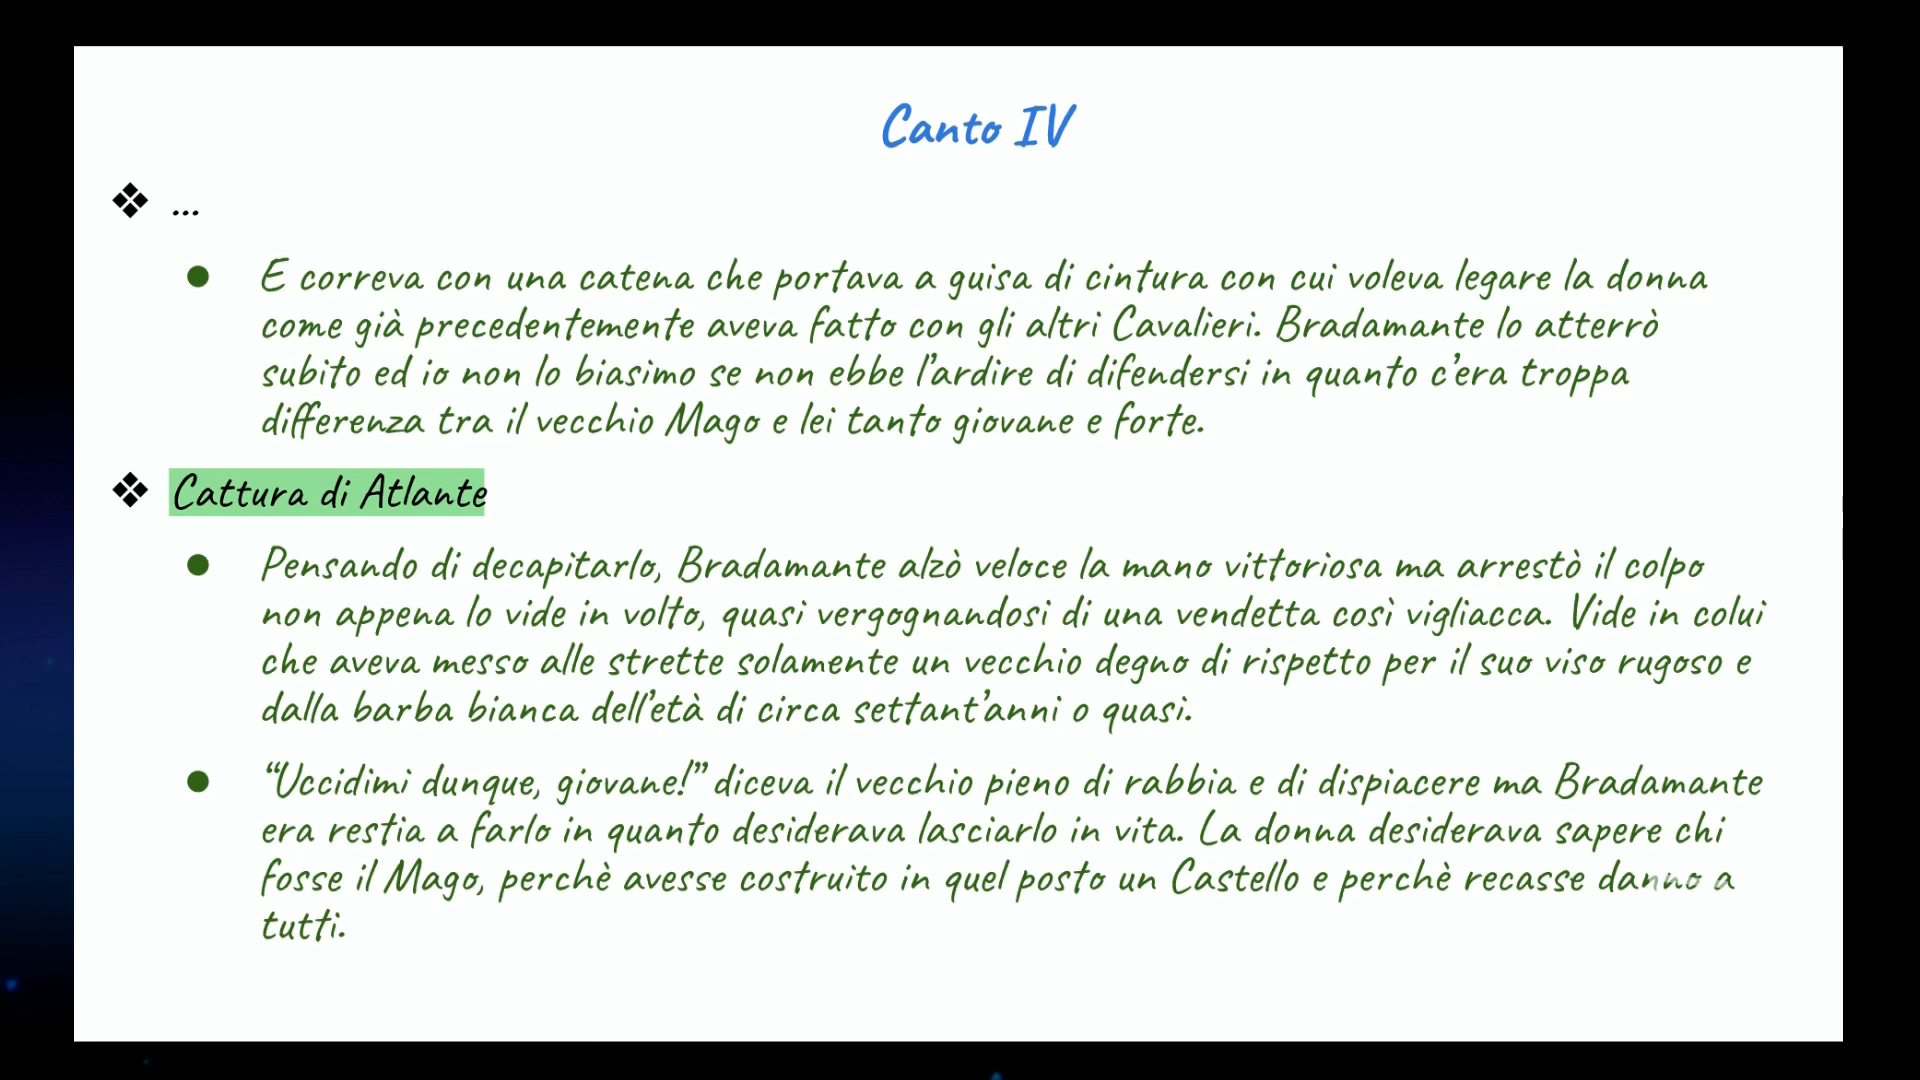 Canto IV
❖ ...
● E correva con una catena che portava a guisa di cintura con cui voleva legare la donna
come già precedentemente aveva fatto con gli altri Cavalieri. Bradamante lo atterrò
subito ed io non lo biasimo se non ebbe l'ardire di difendersi in quanto c'era troppa
differenza tra il vecchio Mago e lei tanto giovane e forte.
❖ Cattura di Atlante
● Pensando di decapitarlo, Bradamante alzò veloce la mano vittoriosa ma arrestò il colpo
non appena lo vide in volto, quasi vergognandosi di una vendetta così vigliacca. Vide in colui
che aveva messo alle strette solamente un vecchio degno di rispetto per il suo viso rugoso e
dalla barba bianca dell'età di circa settant'anni o quasi.
● “Uccidimi dunque, giovane!” diceva il vecchio pieno di rabbia e di dispiacere ma Bradamante
era restia a farlo in quanto desiderava lasciarlo in vita. La donna desiderava sapere chi
fosse il Mago, perchè avesse costruito in quel posto un Castello e perchè recasse danno a
tutti.